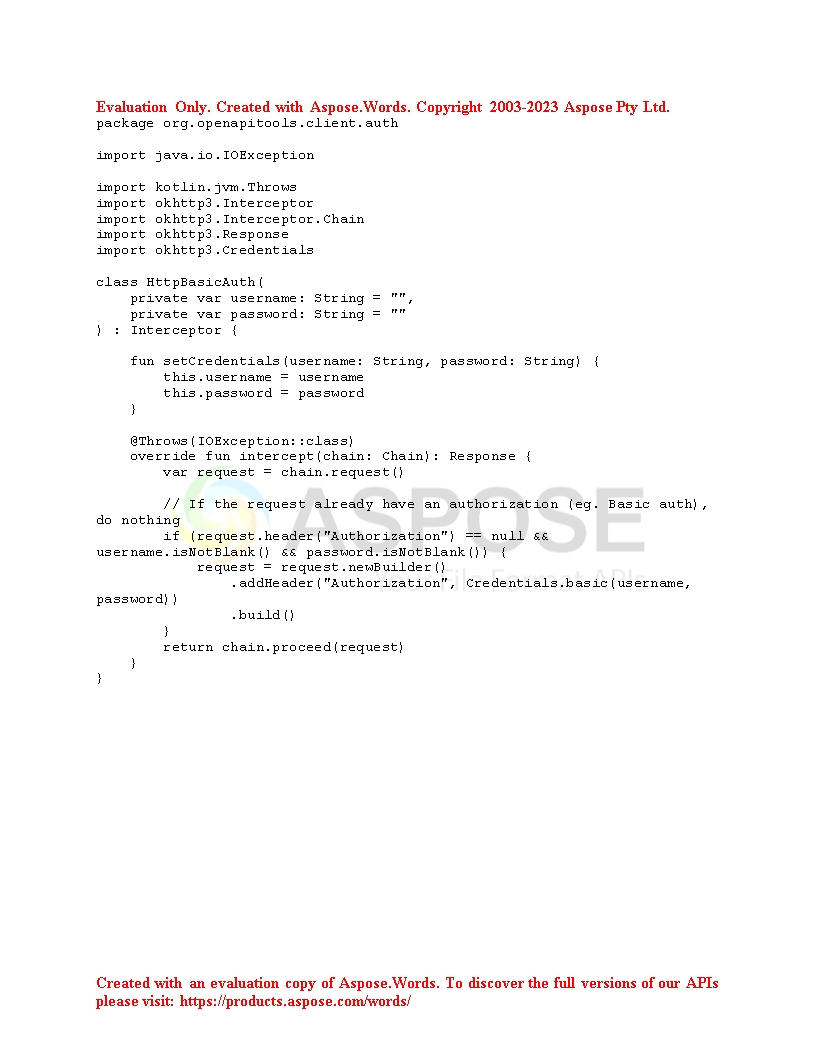 Evaluation Only. Created with Aspose.Words. Copyright 2003-2023 Aspose Pty Ltd.
package org.openapitools.client.auth

import java.io.IOException

import kotlin.jvm.Throws
import okhttp3.Interceptor
import okhttp3.Interceptor.Chain
import okhttp3.Response
import okhttp3.Credentials

class HttpBasicAuth(
    private var username: String = "",
    private var password: String = ""
) : Interceptor {

    fun setCredentials(username: String, password: String) {
        this.username = username
        this.password = password
    }

    @Throws(IOException::class)
    override fun intercept(chain: Chain): Response {
        var request = chain.request()

        // If the request already have an authorization (eg. Basic auth),
do nothing
        if (request.header("Authorization") == null &&
username.isNotBlank() && password.isNotBlank()) {
            request = request.newBuilder()
                .addHeader("Authorization", Credentials.basic(username,
password))
                .build()
        }
        return chain.proceed(request)
    }
}
ASPOSE
File Format APIs
Created with an evaluation copy of Aspose.Words. To discover the full versions of our APIs
please visit: https://products.aspose.com/words/